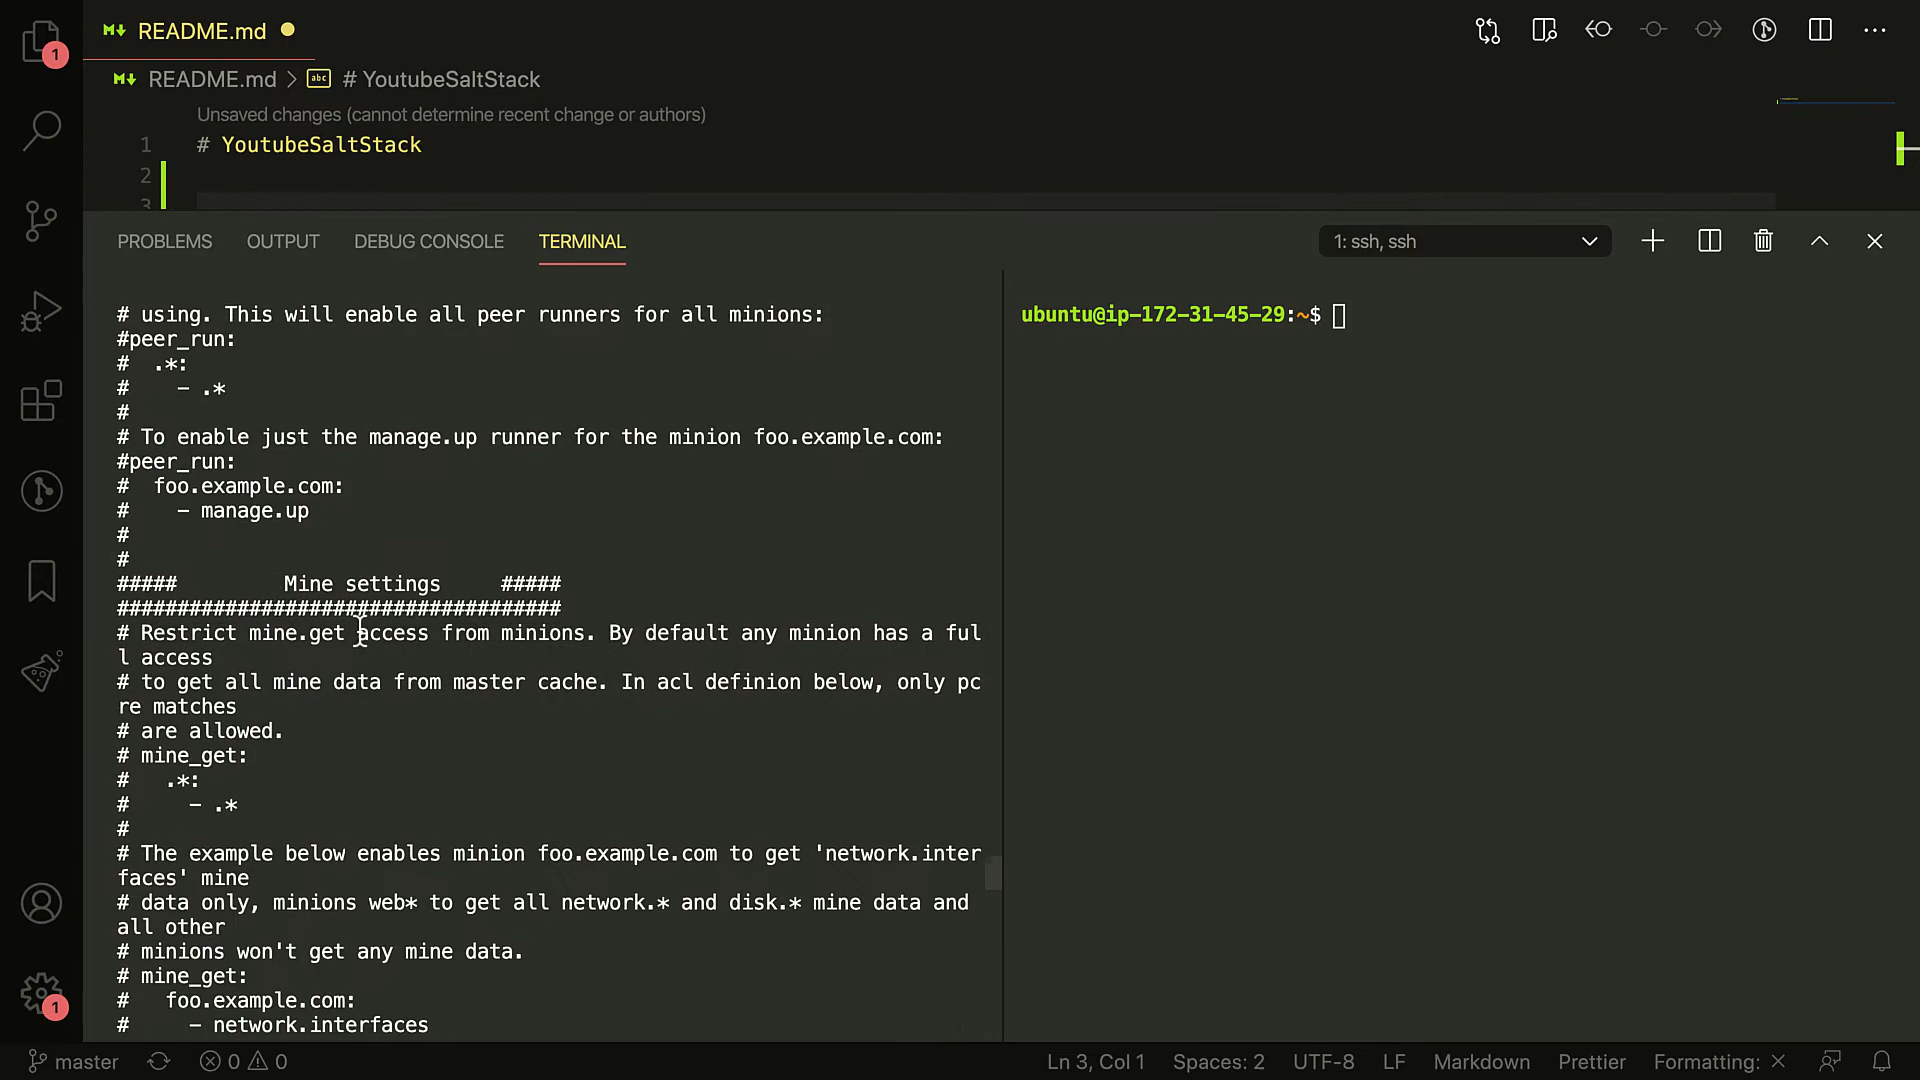 README.md
README.md > # YoutubeSaltStack
Unsaved changes (cannot determine recent change or authors)
1 # YoutubeSaltStack
2
3
PROBLEMS OUTPUT DEBUG CONSOLE TERMINAL
1: ssh, ssh
# using. This will enable all peer runners for all minions:
#peer_run:
#  .*:
#    - .*
#
# To enable just the manage.up runner for the minion foo.example.com:
#peer_run:
#  foo.example.com:
#    - manage.up
#
#
#####         Mine settings     #####
#####################################
# Restrict mine.get access from minions. By default any minion has a ful
l access
# to get all mine data from master cache. In acl definion below, only pc
re matches
# are allowed.
# mine_get:
#   .*:
#     - .*
#
# The example below enables minion foo.example.com to get 'network.inter
faces' mine
# data only, minions web* to get all network.* and disk.* mine data and
all other
# minions won't get any mine data.
# mine_get:
#   foo.example.com:
#     - network.interfaces
ubuntu@ip-172-31-45-29:~$
1
1
master 0 0
Ln 3, Col 1 Spaces: 2 UTF-8 LF Markdown Prettier Formatting: ×